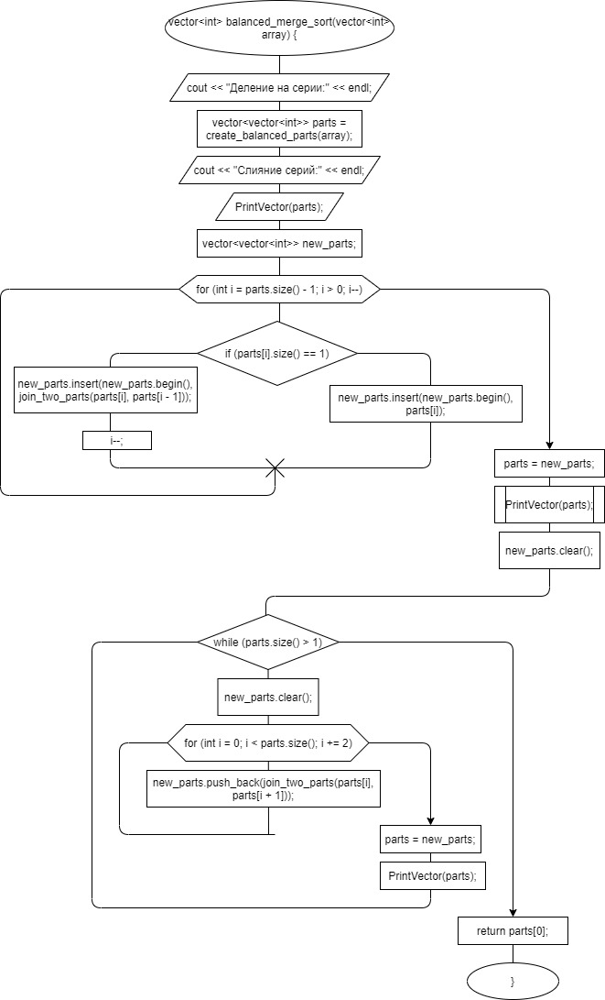 vector<int> balanced_merge_sort(vector<int>
array) {
cout << "Деление на серии:" << endl;
vector<vector<int>> parts =
create_balanced_parts(array);
cout << "Слияние серий:" << endl;
PrintVector(parts);
vector<vector<int>> new_parts;
for (int i = parts.size() - 1; i > 0; i--)
if (parts[i].size() == 1)
new_parts.insert(new_parts.begin(),
join_two_parts(parts[i], parts[i - 1]));
i--;
new_parts.insert(new_parts.begin(),
parts[i]);
parts = new_parts;
PrintVector(parts);
new_parts.clear();
while (parts.size() > 1)
new_parts.clear();
for (int i = 0; i < parts.size(); i += 2)
new_parts.push_back(join_two_parts(parts[i],
parts[i + 1]));
parts = new_parts;
PrintVector(parts);
return parts[0];
}